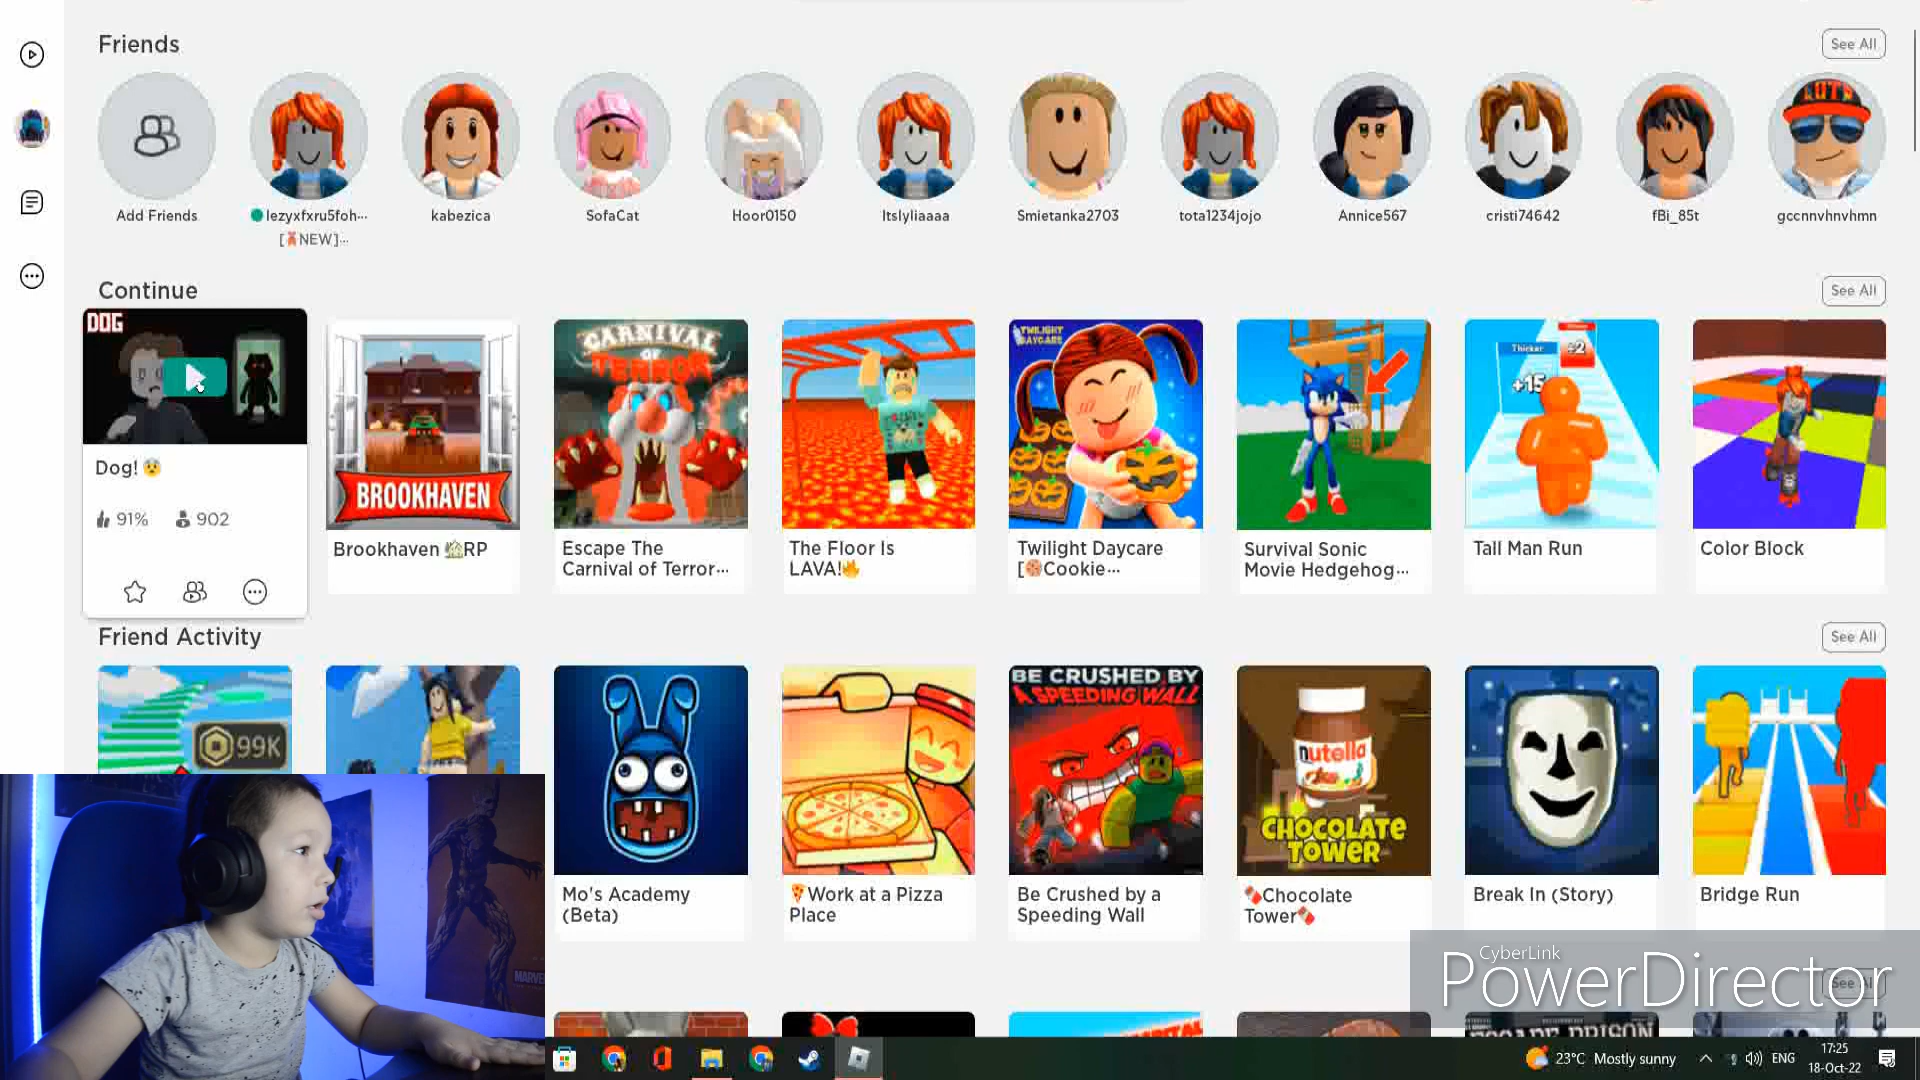 Friends
See All
Add Friends
lezyxfxru5foh···
[NEW]···
kabezica
SofaCat
Hoor0150
Itslyliaaaa
Smietanka2703
tota1234jojo
Annice567
cristi74642
fBi_85t
gccnnvhnvhmn
Continue
See All
DOG
Dog! 😨
91%
902
BROOKHAVEN
Brookhaven 🏡RP
CARNIVAL
OF
TERROR
Escape The
Carnival of Terror···
The Floor Is
LAVA!🔥
TWILIGHT
DAYCARE
Twilight Daycare
[🍪Cookie···
Survival Sonic
Movie Hedgehog···
Thicker
+15
Tall Man Run
Color Block
Friend Activity
See All
99K
Mo's Academy
(Beta)
🍕Work at a Pizza
Place
BE CRUSHED BY
A SPEEDING WALL
Be Crushed by a
Speeding Wall
nutella
CHOCOLATE
TOWER
🍫Chocolate
Tower🍫
Break In (Story)
Bridge Run
MARVEL
CyberLink
PowerDirector
See All
23°C Mostly sunny
ENG
17:25
18-Oct-22